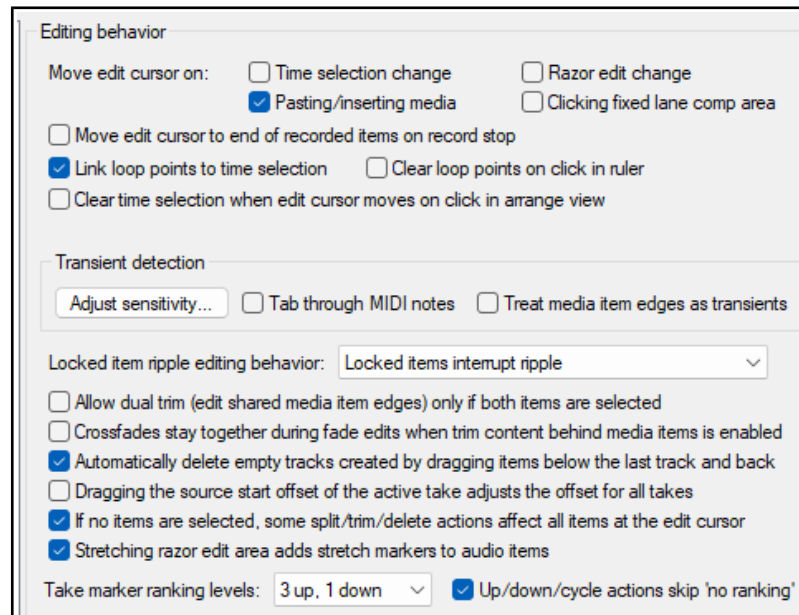 Editing behavior
Move edit cursor on: Time selection change Razor edit change
Pasting/inserting media Clicking fixed lane comp area
Move edit cursor to end of recorded items on record stop
Link loop points to time selection Clear loop points on click in ruler
Clear time selection when edit cursor moves on click in arrange view
Transient detection
Adjust sensitivity... Tab through MIDI notes Treat media item edges as transients
Locked item ripple editing behavior: Locked items interrupt ripple
Allow dual trim (edit shared media item edges) only if both items are selected
Crossfades stay together during fade edits when trim content behind media items is enabled
Automatically delete empty tracks created by dragging items below the last track and back
Dragging the source start offset of the active take adjusts the offset for all takes
If no items are selected, some split/trim/delete actions affect all items at the edit cursor
Stretching razor edit area adds stretch markers to audio items
Take marker ranking levels: 3 up, 1 down Up/down/cycle actions skip 'no ranking'